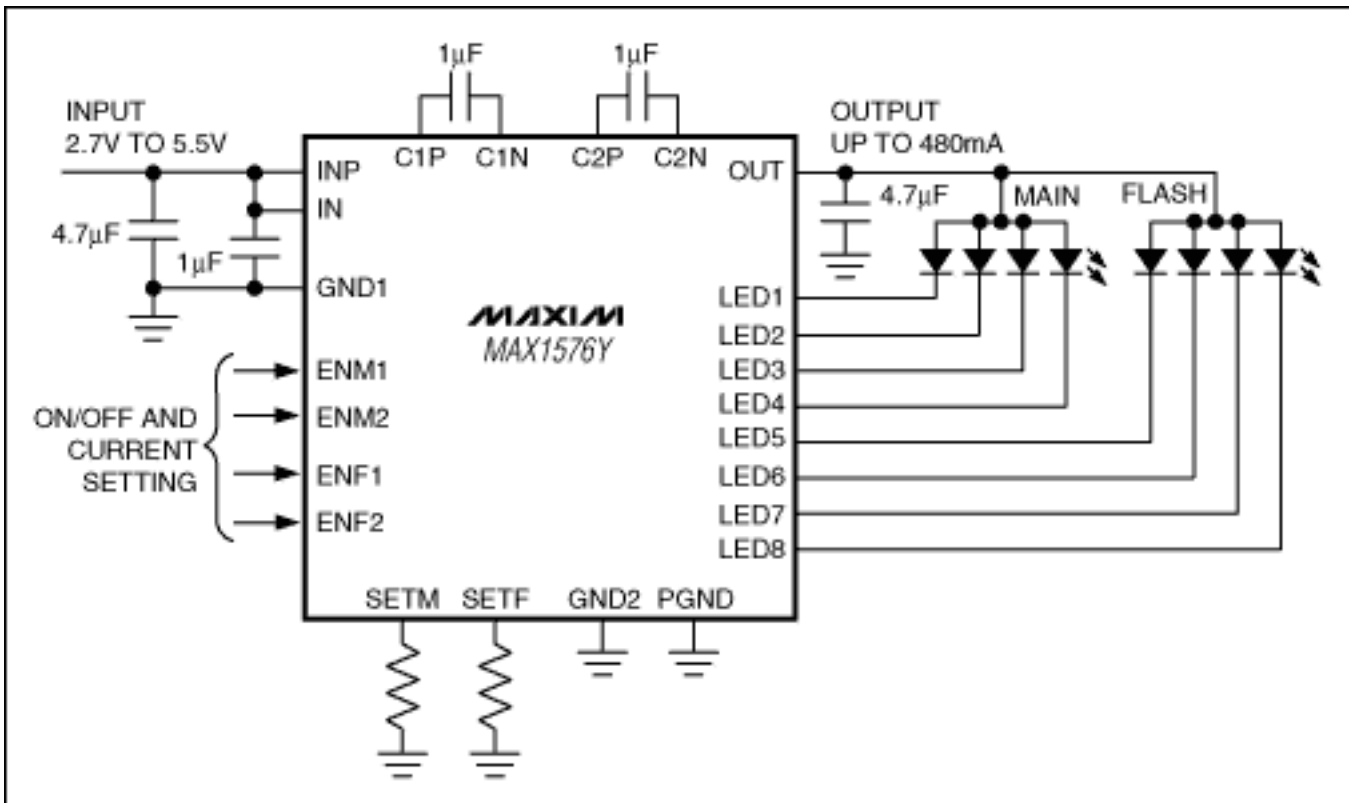 1µF
1µF
INPUT
2.7V TO 5.5V
OUTPUT
UP TO 480mA
C1P
C1N
C2P
C2N
INP
OUT
IN
4.7µF
1µF
GND1
4.7µF
MAIN
FLASH
MAXIM
MAX1576Y
LED1
LED2
LED3
LED4
LED5
LED6
LED7
LED8
ON/OFF AND
CURRENT
SETTING
ENM1
ENM2
ENF1
ENF2
SETM
SETF
GND2
PGND